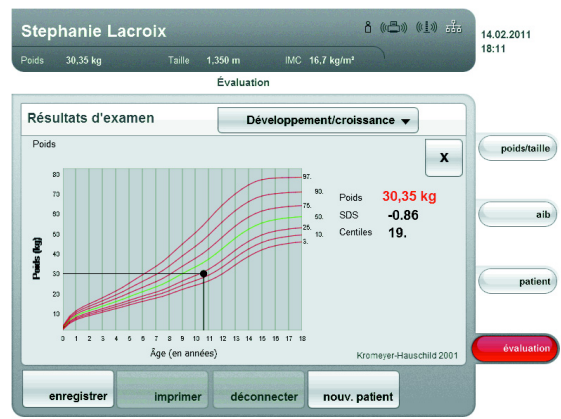 Stephanie Lacroix
14.02.2011
18:11
Poids 30,35 kg Taille 1,350 m IMC 16,7 kg/m²
Évaluation
Résultats d'examen
Développement/croissance
Poids
X
Poids (kg)
80
70
60
50
40
30
20
10
97.
90.
75.
50.
25.
10.
3.
0 1 2 3 4 5 6 7 8 9 10 11 12 13 14 15 16 17 18
Âge (en années)
Poids 30,35 kg
SDS -0.86
Centiles 19.
Kromeyer-Hauschild 2001
poids/taille
aib
patient
évaluation
enregistrer imprimer déconnecter nouv. patient